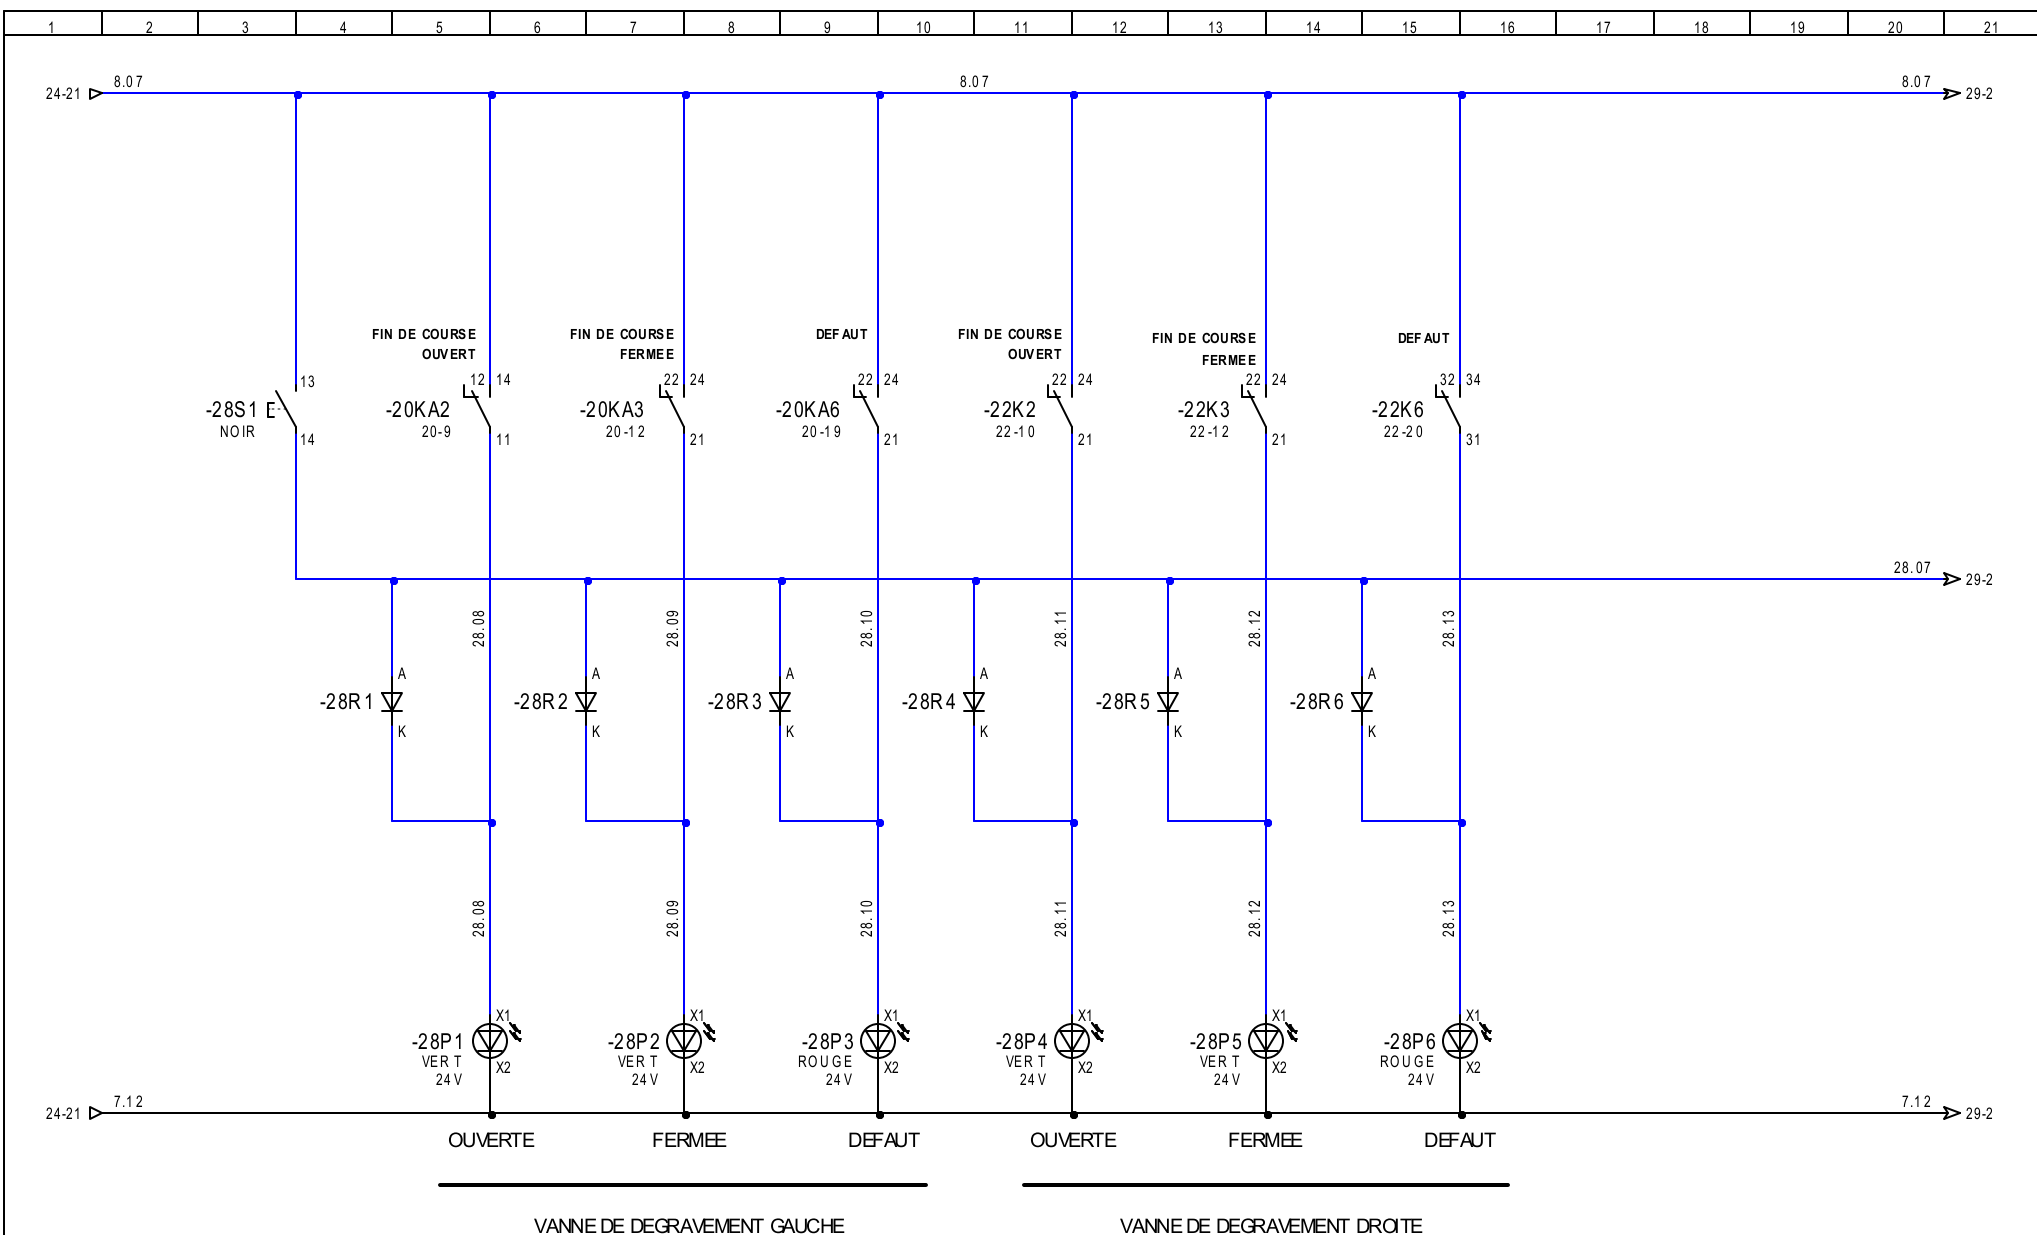 1 2 3 4 5 6 7 8 9 10 11 12 13 14 15 16 17 18 19 20 21
8.07 8.07 8.07
24-21 29-2
FIN DE COURSE
OUVERT
FIN DE COURSE
FERMEE
DEFAUT
FIN DE COURSE
OUVERT
FIN DE COURSE
FERMEE
DEFAUT
13 12 14 22 24 22 24 22 24 22 24 32 34
-28S1 -20KA2 -20KA3 -20KA6 -22K2 -22K3 -22K6
NOIR 20-9 20-12 20-19 22-10 22-12 22-20
14 11 21 21 21 21 31
28.07 29-2
28.08 28.09 28.10 28.11 28.12 28.13
A A A A A A
-28R1 -28R2 -28R3 -28R4 -28R5 -28R6
K K K K K K
28.08 28.09 28.10 28.11 28.12 28.13
X1 X1 X1 X1 X1 X1
-28P1 -28P2 -28P3 -28P4 -28P5 -28P6
VERT VERT ROUGE VERT VERT ROUGE
X2 X2 X2 X2 X2 X2
24V 24V 24V 24V 24V 24V
7.12 7.12
24-21 29-2
OUVERTE FERMEE DEFAUT OUVERTE FERMEE DEFAUT
VANNE DE DEGRAVEMENT GAUCHE VANNE DE DEGRAVEMENT DROITE